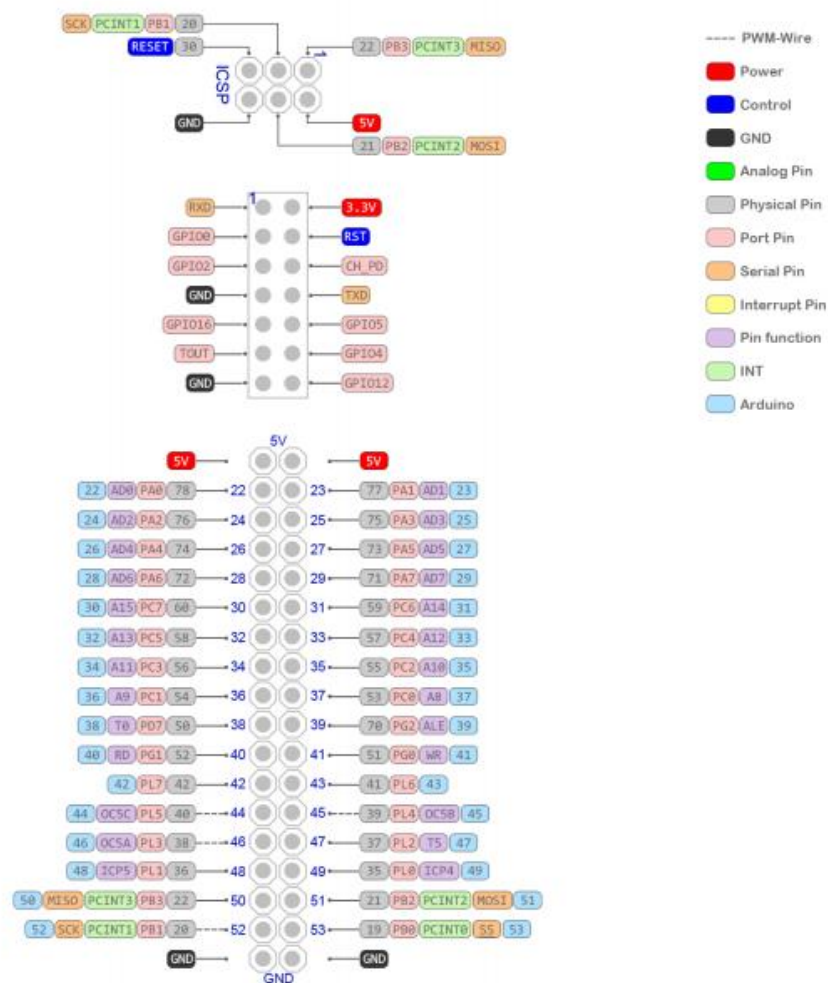 SCK PCINT1 PB1 20
RESET 30
22 PB3 PCINT3 MISO
1
ICSP
GND
5V
21 PB2 PCINT2 MOSI
1
RXD 3.3V
GPIO0 RST
GPIO2 CH_PD
GND TXD
GPIO16 GPIO5
TOUT GPIO4
GND GPIO12
5V
5V 5V
22 AD0 PA0 78 22 23 77 PA1 AD1 23
24 AD2 PA2 76 24 25 75 PA3 AD3 25
26 AD4 PA4 74 26 27 73 PA5 AD5 27
28 AD6 PA6 72 28 29 71 PA7 AD7 29
30 A15 PC7 60 30 31 59 PC6 A14 31
32 A13 PC5 58 32 33 57 PC4 A12 33
34 A11 PC3 56 34 35 55 PC2 A10 35
36 A9 PC1 54 36 37 53 PC0 A8 37
38 T0 PD7 50 38 39 70 PG2 ALE 39
40 RD PG1 52 40 41 51 PG0 WR 41
42 PL7 42 42 43 41 PL6 43
44 OC5C PL5 40 44 45 39 PL4 OC5B 45
46 OC5A PL3 38 46 47 37 PL2 T5 47
48 ICP5 PL1 36 48 49 35 PL0 ICP4 49
50 MISO PCINT3 PB3 22 50 51 21 PB2 PCINT2 MOSI 51
52 SCK PCINT1 PB1 20 52 53 19 PB0 PCINT0 SS 53
GND GND
GND
PWM-Wire
Power
Control
GND
Analog Pin
Physical Pin
Port Pin
Serial Pin
Interrupt Pin
Pin function
INT
Arduino